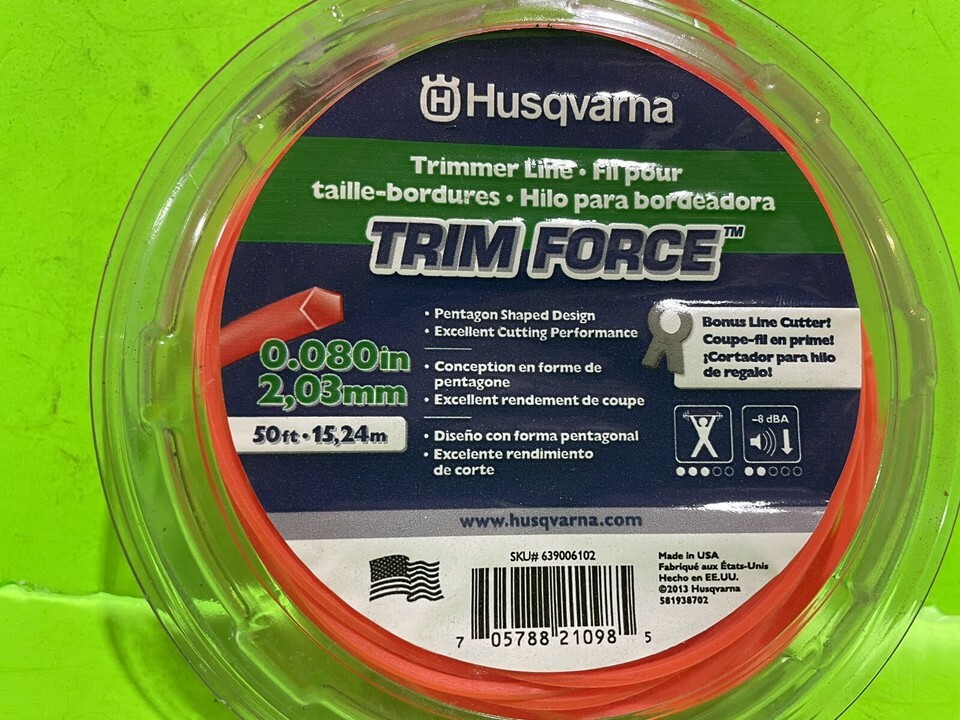 Husqvarna
Trimmer Line • Fil pour
taille-bordures • Hilo para bordeadora
TRIM FORCE™
• Pentagon Shaped Design
• Excellent Cutting Performance
Bonus Line Cutter!
Coupe-fil en prime!
¡Cortador para hilo
de regalo!
0.080in
2,03mm
50ft • 15,24m
• Conception en forme de
pentagone
• Excellent rendement de coupe
• Diseño con forma pentagonal
• Excelente rendimiento
de corte
–8 dBA
www.husqvarna.com
SKU# 639006102
Made in USA
Fabriqué aux États-Unis
Hecho en EE.UU.
©2013 Husqvarna
581938702
7 05788 21098 5